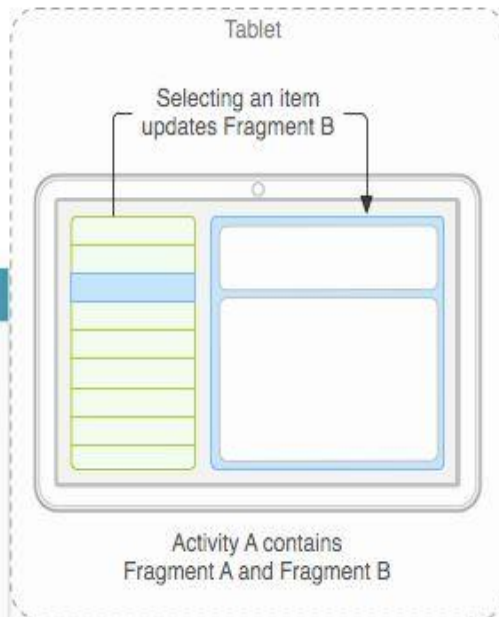 Tablet
Selecting an item
updates Fragment B
Activity A contains
Fragment A and Fragment B